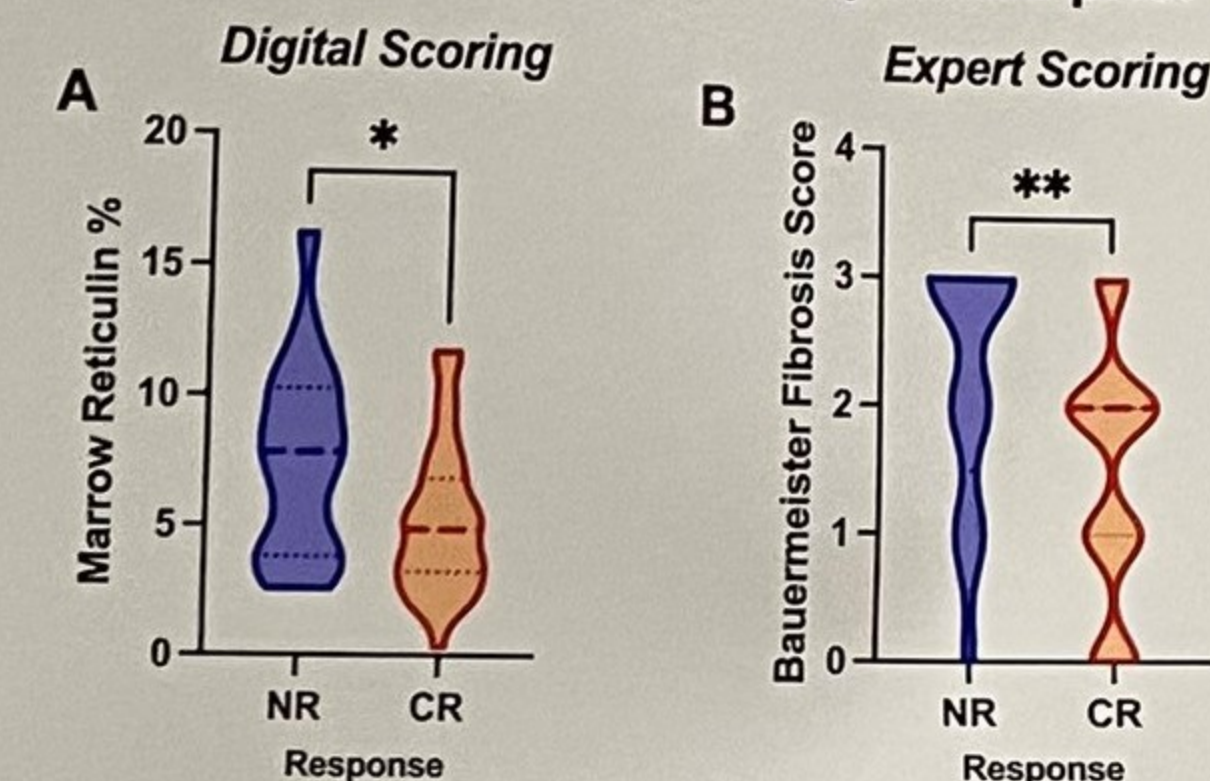 Digital Scoring
A
*
20
15
10
5
0
Marrow Reticulin %
NR
CR
Response
Expert Scoring
B
**
4
3
2
1
0
Bauermeister Fibrosis Score
NR
CR
Response